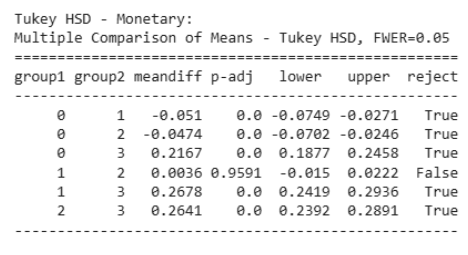 Tukey HSD - Monetary:
Multiple Comparison of Means - Tukey HSD, FWER=0.05
====================================================
group1 group2 meandiff p-adj lower upper reject
----------------------------------------------------
0 1 -0.051 0.0 -0.0749 -0.0271 True
0 2 -0.0474 0.0 -0.0702 -0.0246 True
0 3 0.2167 0.0 0.1877 0.2458 True
1 2 0.0036 0.9591 -0.015 0.0222 False
1 3 0.2678 0.0 0.2419 0.2936 True
2 3 0.2641 0.0 0.2392 0.2891 True
----------------------------------------------------